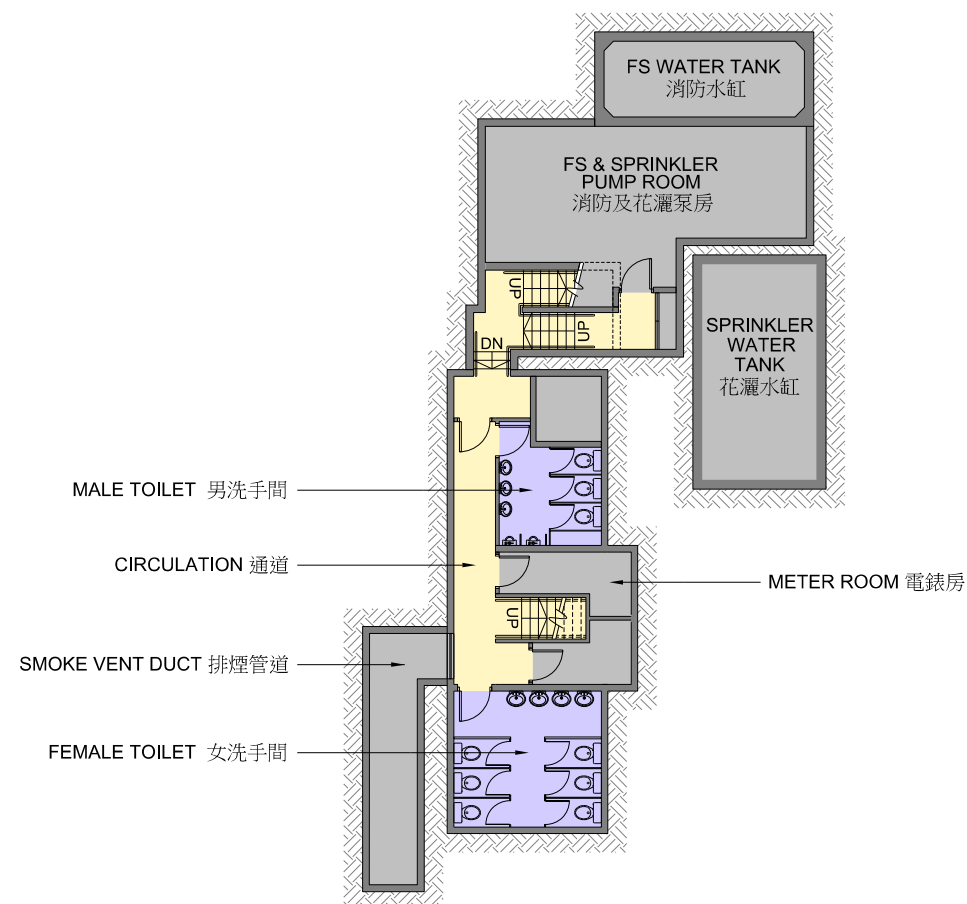 FS WATER TANK
消防水缸
FS & SPRINKLER
PUMP ROOM
消防及花灑泵房
UP
UP
DN
SPRINKLER
WATER
TANK
花灑水缸
MALE TOILET 男洗手間
CIRCULATION 通道
METER ROOM 電錶房
UP
SMOKE VENT DUCT 排煙管道
FEMALE TOILET 女洗手間